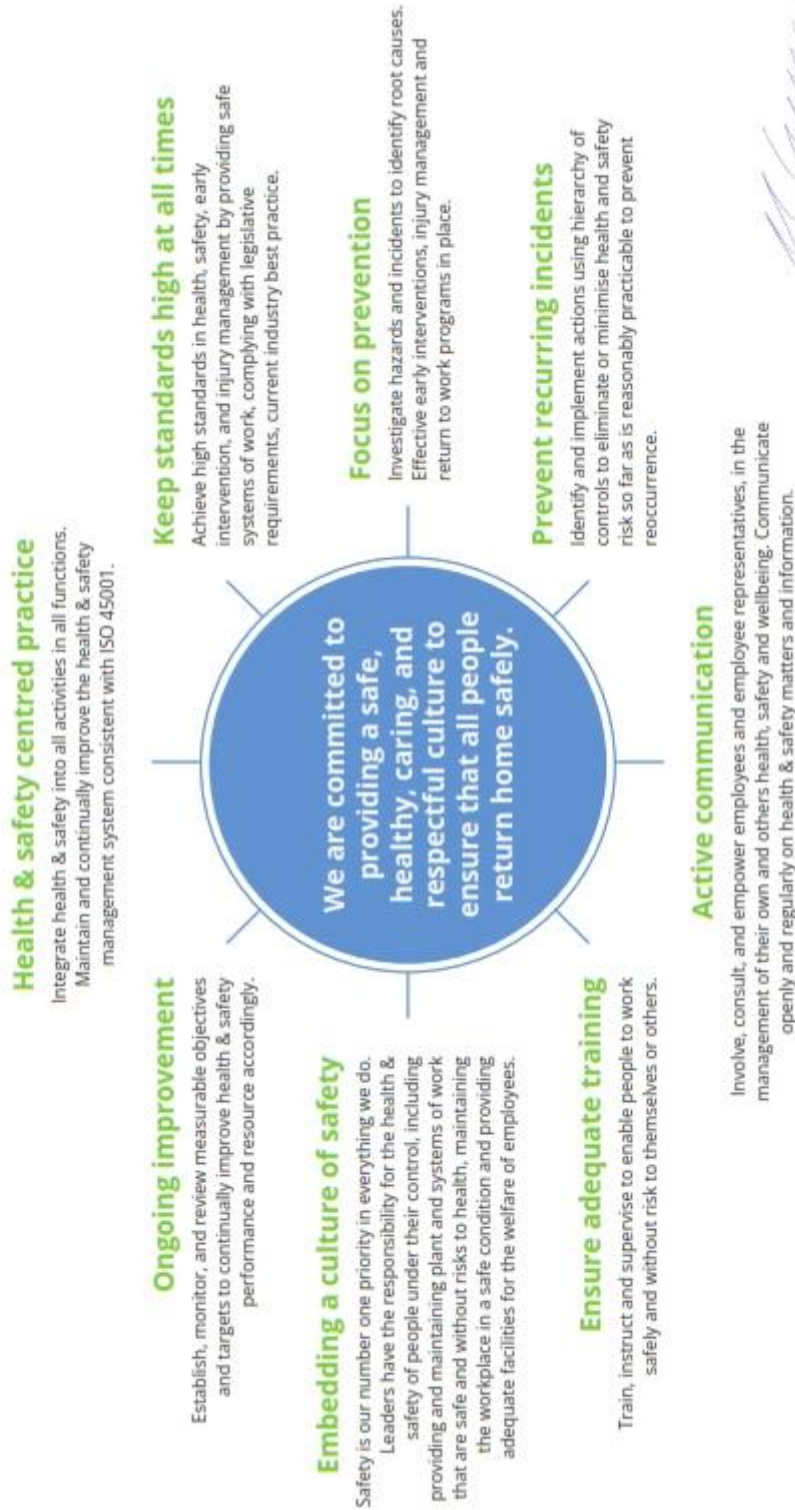 Health & safety centred practice
Integrate health & safety into all activities in all functions.
Maintain and continually improve the health & safety
management system consistent with ISO 45001.
Keep standards high at all times
Achieve high standards in health, safety, early
intervention, and injury management by providing safe
systems of work, complying with legislative
requirements, current industry best practice.
Focus on prevention
Investigate hazards and incidents to identify root causes.
Effective early interventions, injury management and
return to work programs in place.
Prevent recurring incidents
Identify and implement actions using hierarchy of
controls to eliminate or minimise health and safety
risk so far as is reasonably practicable to prevent
reoccurrence.
Active communication
Involve, consult, and empower employees and employee representatives, in the
management of their own and others health, safety and wellbeing. Communicate
openly and regularly on health & safety matters and information.
Ensure adequate training
Train, instruct and supervise to enable people to work
safely and without risk to themselves or others.
Embedding a culture of safety
Safety is our number one priority in everything we do.
Leaders have the responsibility for the health &
safety of people under their control, including
providing and maintaining plant and systems of work
that are safe and without risks to health, maintaining
the workplace in a safe condition and providing
adequate facilities for the welfare of employees.
Ongoing improvement
Establish, monitor, and review measurable objectives
and targets to continually improve health & safety
performance and resource accordingly.
We are committed to
providing a safe,
healthy, caring, and
respectful culture to
ensure that all people
return home safely.